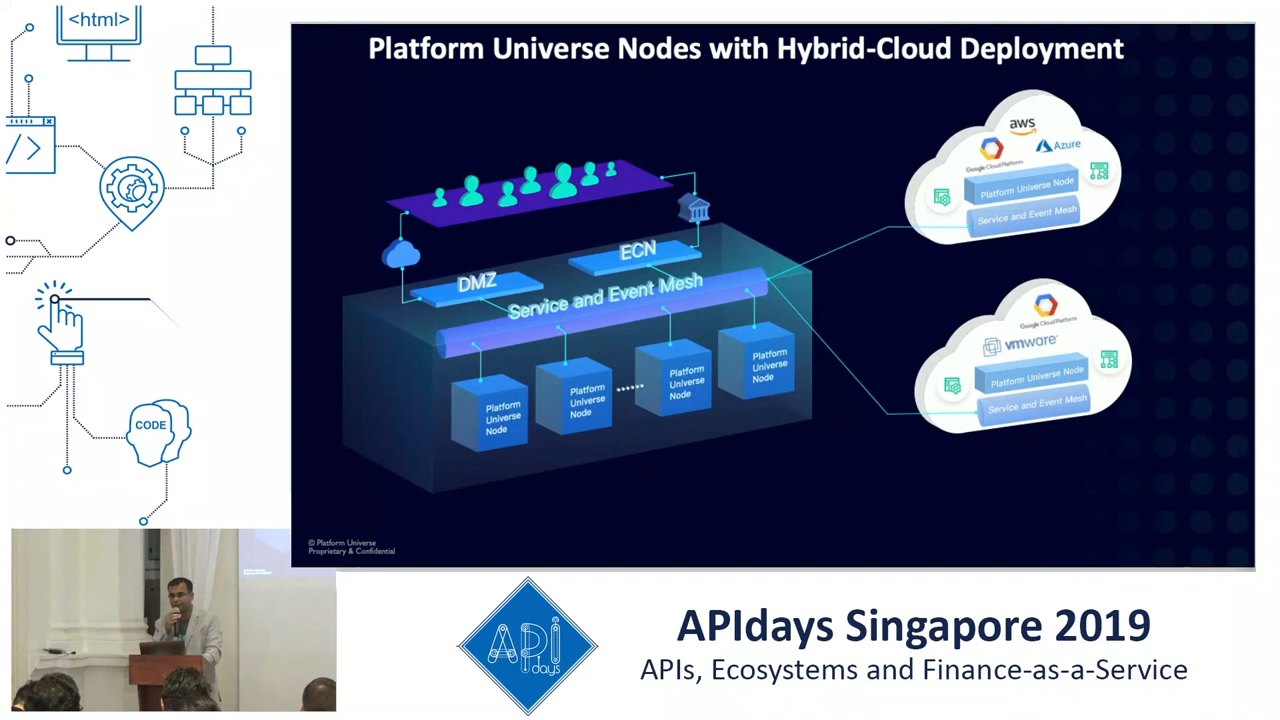 <html>
</>
CODE
Platform Universe Nodes with Hybrid-Cloud Deployment
aws
Google Cloud Platform
Azure
Platform Universe Node
Service and Event Mesh
ECN
DMZ
Service and Event Mesh
Platform
Universe
Node
Platform
Universe
Node
......
Platform
Universe
Node
Platform
Universe
Node
Google Cloud Platform
vmware
Platform Universe Node
Service and Event Mesh
© Platform Universe
Proprietary & Confidential
API
days
APIdays Singapore 2019
APIs, Ecosystems and Finance-as-a-Service